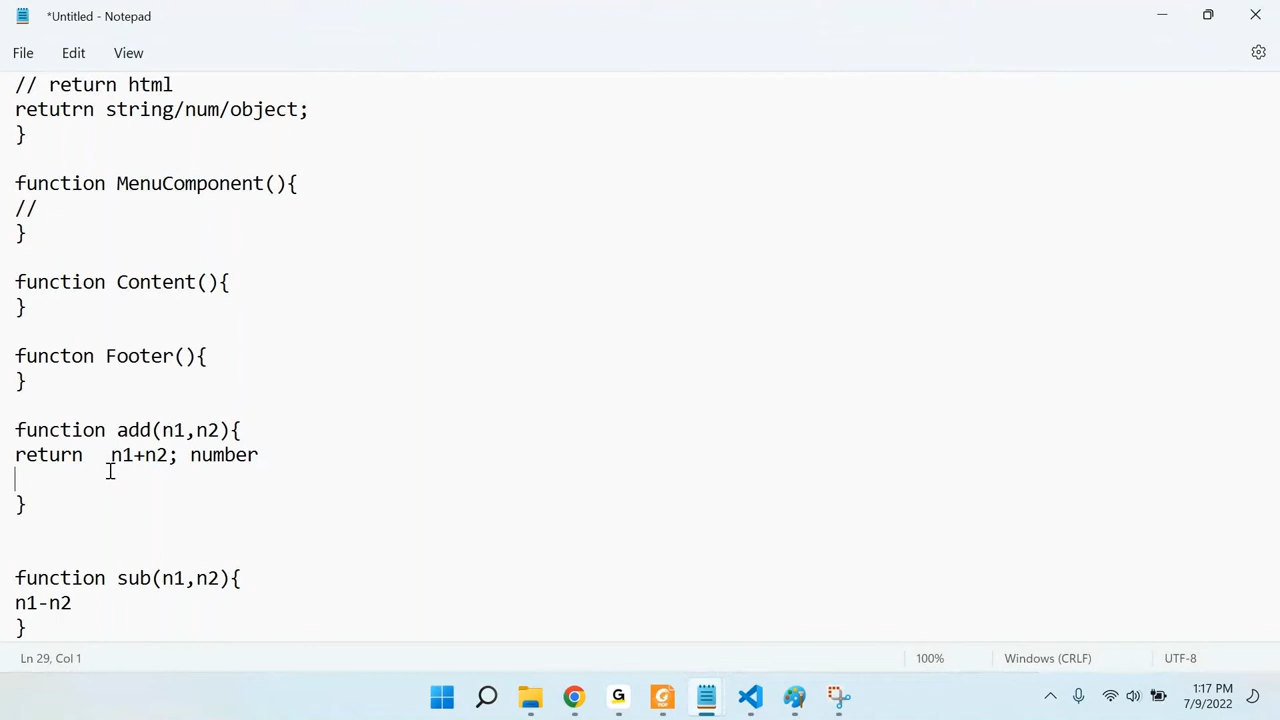 *Untitled - Notepad
File Edit View
// return html
retutrn string/num/object;
}
function MenuComponent(){
//
}
function Content(){
}
functon Footer(){
}
function add(n1,n2){
return  n1+n2; number
}
function sub(n1,n2){
n1-n2
}
Ln 29, Col 1
100%
Windows (CRLF)
UTF-8
G
1:17 PM
7/9/2022